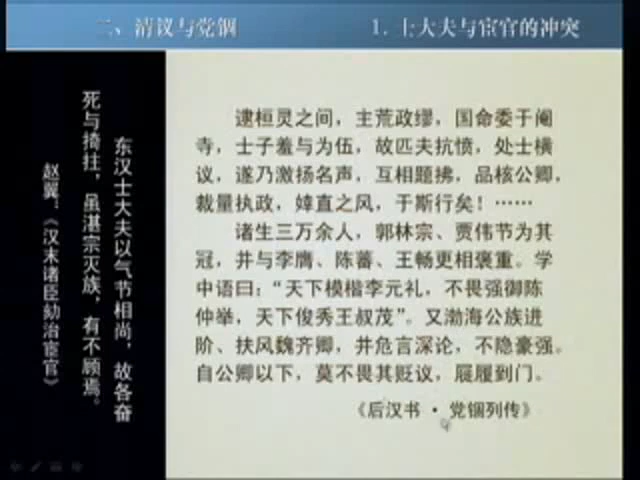 二、清议与党锢
1. 士大夫与宦官的冲突
东汉士大夫以气节相尚，故各奋
死与掎拄，虽湛宗灭族，有不顾焉。
赵翼：《汉末诸臣劾治宦官》
逮桓灵之间，主荒政缪，国命委于阉
寺，士子羞与为伍，故匹夫抗愤，处士横
议，遂乃激扬名声，互相题拂，品核公卿，
裁量执政，婞直之风，于斯行矣！……
诸生三万余人，郭林宗、贾伟节为其
冠，并与李膺、陈蕃、王畅更相褒重。学
中语曰：“天下模楷李元礼，不畏强御陈
仲举，天下俊秀王叔茂”。又渤海公族进
阶、扶风魏齐卿，并危言深论，不隐豪强。
自公卿以下，莫不畏其贬议，屣履到门。
《后汉书·党锢列传》